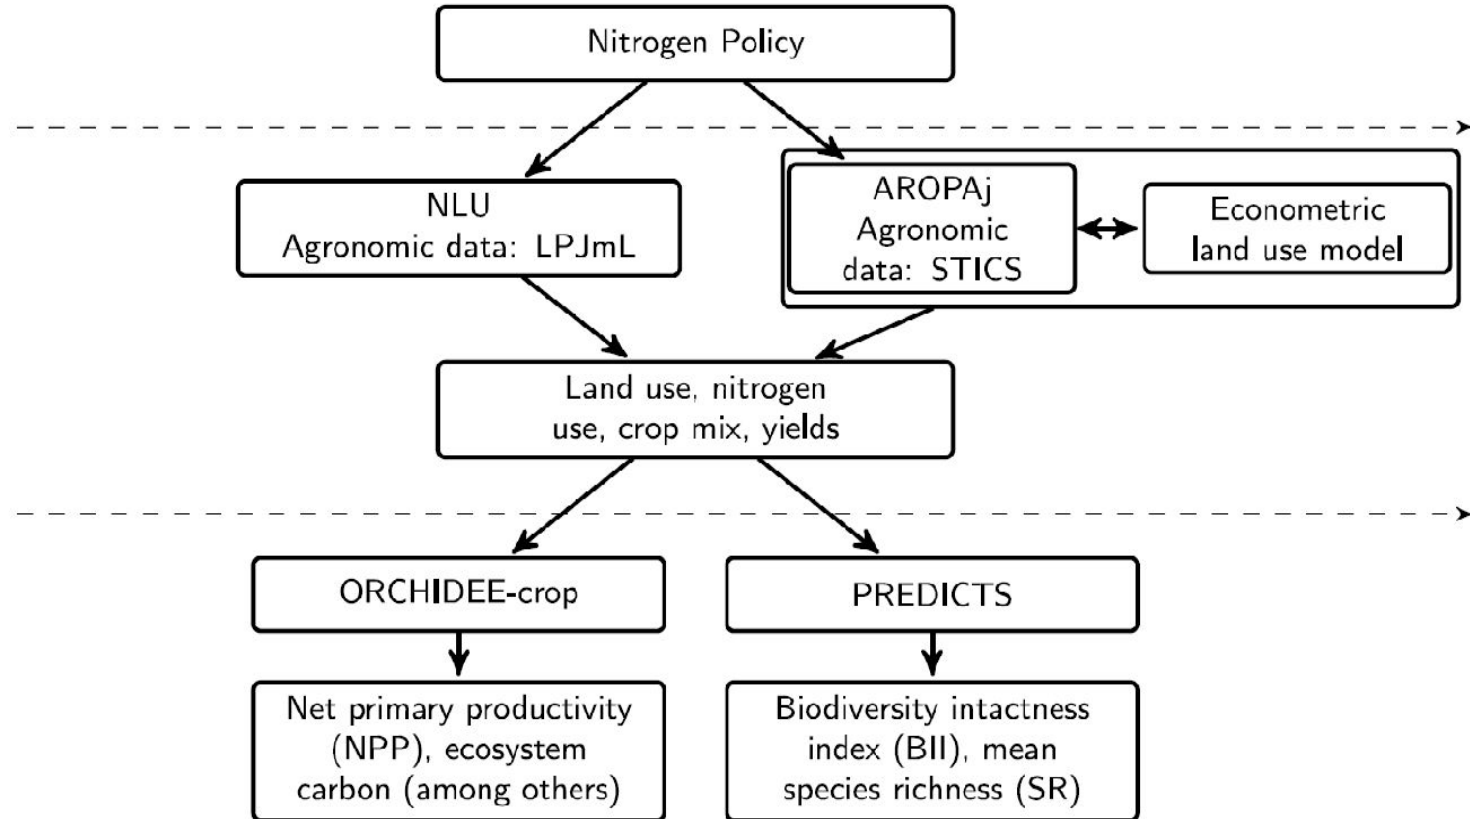 Nitrogen Policy
NLU
Agronomic data: LPJmL
AROPAj
Agronomic
data: STICS
Econometric
land use model
Land use, nitrogen
use, crop mix, yields
ORCHIDEE-crop
PREDICTS
Net primary productivity
(NPP), ecosystem
carbon (among others)
Biodiversity intactness
index (BII), mean
species richness (SR)